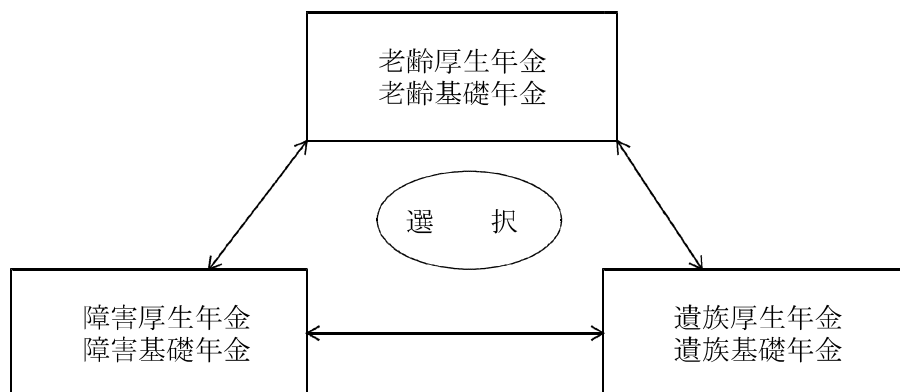 老齢厚生年金
老齢基礎年金
選　択
障害厚生年金
障害基礎年金
遺族厚生年金
遺族基礎年金